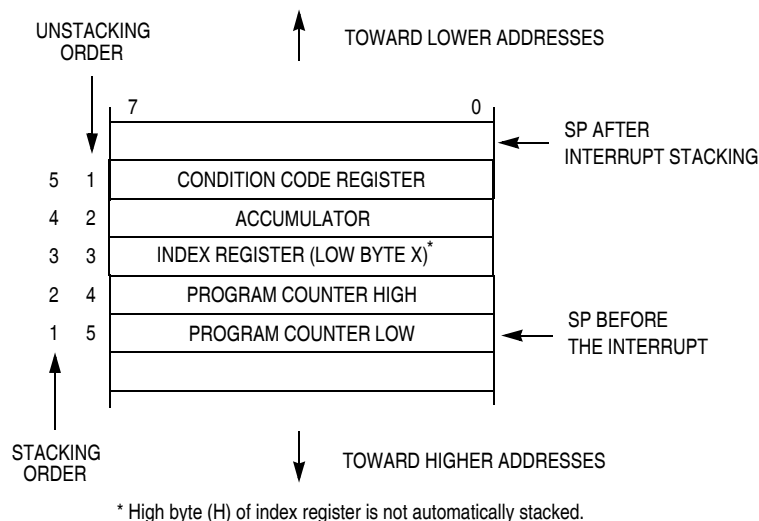 UNSTACKING
ORDER
TOWARD LOWER ADDRESSES
7 0
SP AFTER
INTERRUPT STACKING
5 1 CONDITION CODE REGISTER
4 2 ACCUMULATOR
3 3 INDEX REGISTER (LOW BYTE X)*
2 4 PROGRAM COUNTER HIGH
1 5 PROGRAM COUNTER LOW
SP BEFORE
THE INTERRUPT
STACKING
ORDER
TOWARD HIGHER ADDRESSES
* High byte (H) of index register is not automatically stacked.